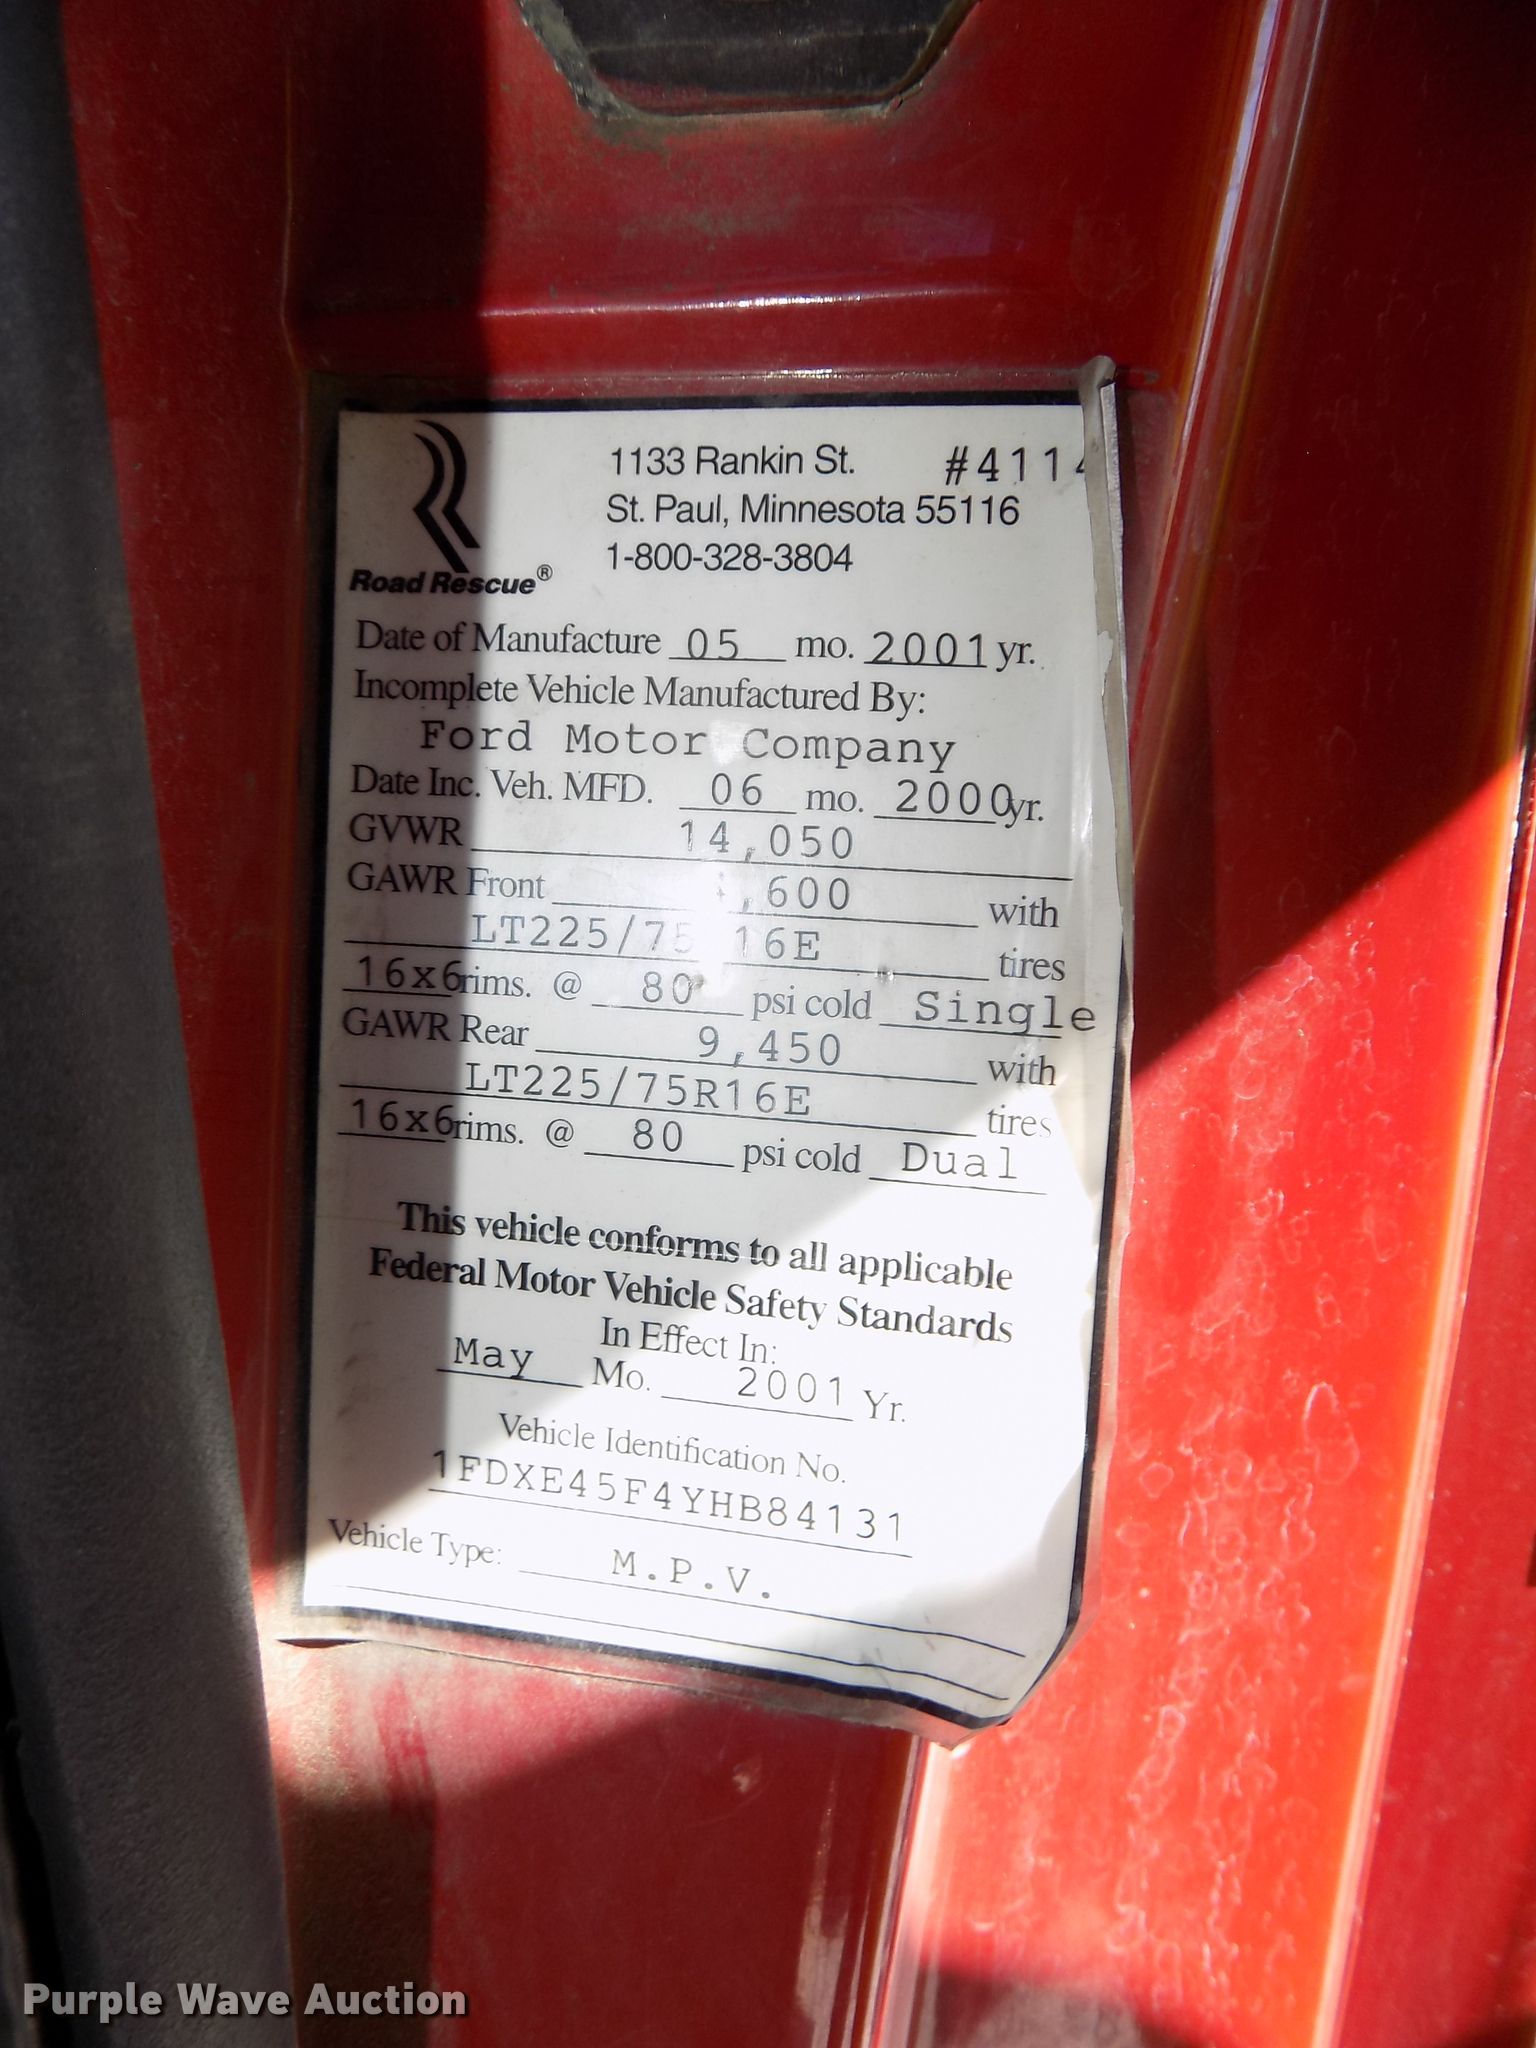 1133 Rankin St. #4114
St. Paul, Minnesota 55116
1-800-328-3804
Road Rescue®
Date of Manufacture 05 mo. 2001 yr.
Incomplete Vehicle Manufactured By:
Ford Motor Company
Date Inc. Veh. MFD. 06 mo. 2000 yr.
GVWR 14,050
GAWR Front ,600 with
LT225/75 16E tires
16x6 rims. @ 80 psi cold Single
GAWR Rear 9,450 with
LT225/75R16E tires
16x6 rims. @ 80 psi cold Dual
This vehicle conforms to all applicable
Federal Motor Vehicle Safety Standards
In Effect In:
May Mo. 2001 Yr.
Vehicle Identification No.
1FDXE45F4YHB84131
Vehicle Type: M.P.V.
Purple Wave Auction